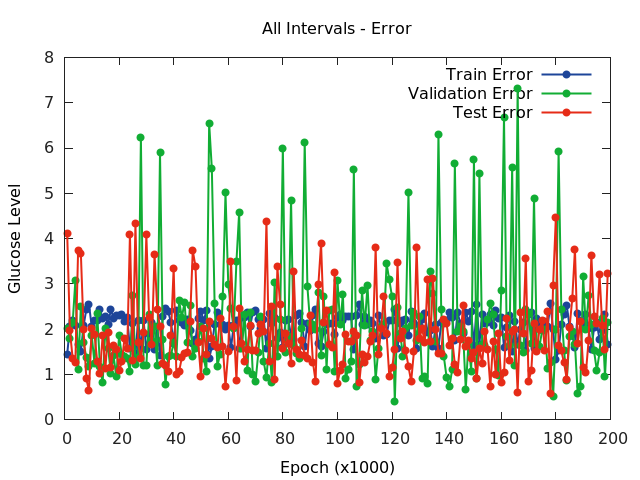 All Intervals - Error
Train Error
Validation Error
Test Error
8
7
6
5
4
3
2
1
0
Glucose Level
0 20 40 60 80 100 120 140 160 180 200
Epoch (x1000)